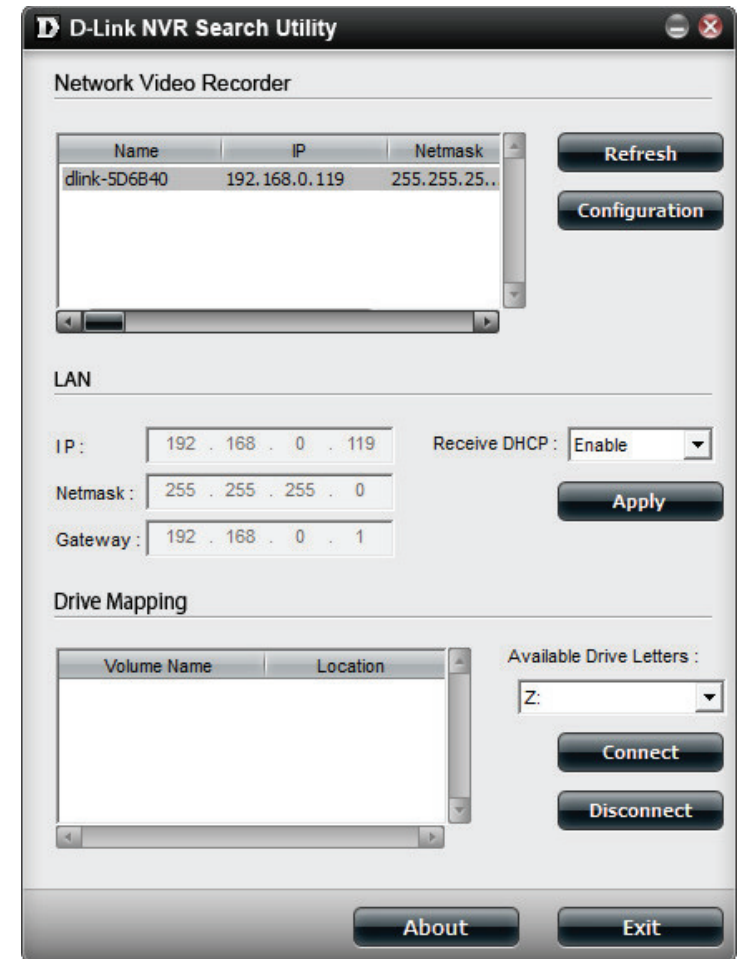 D-Link NVR Search Utility
Network Video Recorder
Name IP Netmask
dlink-5D6B40 192.168.0.119 255.255.25...
Refresh
Configuration
LAN
IP: 192 . 168 . 0 . 119
Receive DHCP : Enable
Netmask : 255 . 255 . 255 . 0
Apply
Gateway : 192 . 168 . 0 . 1
Drive Mapping
Volume Name Location
Available Drive Letters :
Z:
Connect
Disconnect
About Exit